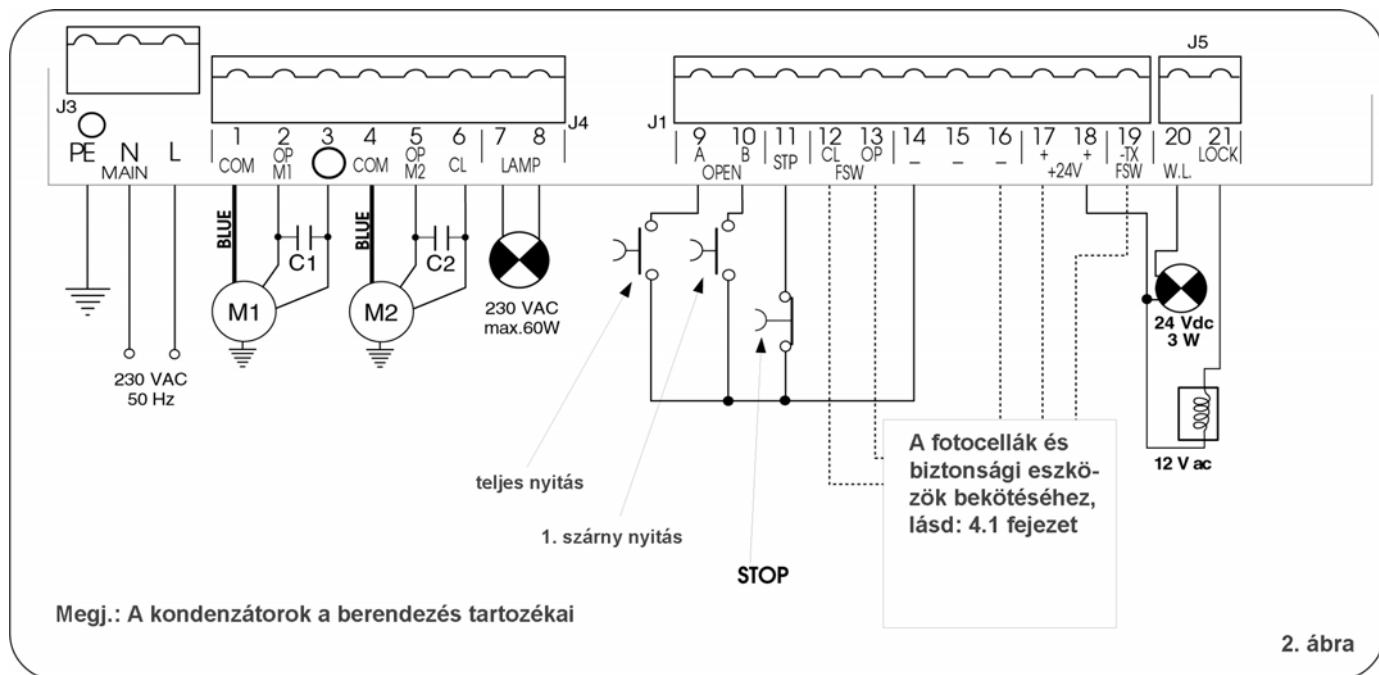 J3
J4
J1
J5
PE N L
MAIN
1 2 3 4 5 6 7 8
COM OP M1 COM OP M2 CL LAMP
9 10 11 12 13 14 15 16 17 18 19 20 21
A B STP CL OP – – – + + -TX LOCK
OPEN FSW +24V FSW W.L.
BLUE
BLUE
C1
C2
M1
M2
230 VAC
max.60W
230 VAC
50 Hz
24 Vdc
3 W
12 V ac
teljes nyitás
1. szárny nyitás
STOP
A fotocellák és
biztonsági eszkö-
zök bekötéséhez,
lásd: 4.1 fejezet
Megj.: A kondenzátorok a berendezés tartozékai
2. ábra